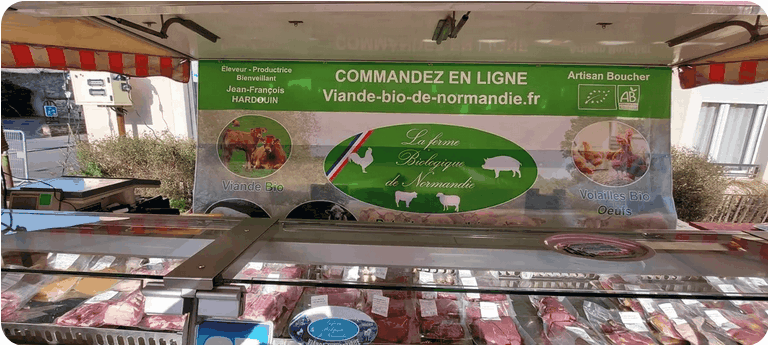 Éleveur - Productrice
Bienveillant
Jean-François
HARDOUIN
COMMANDEZ EN LIGNE
Viande-bio-de-normandie.fr
Artisan Boucher
AB
La ferme
Biologique
de Normandie
Viande Bio
Volailles Bio
Oeufs